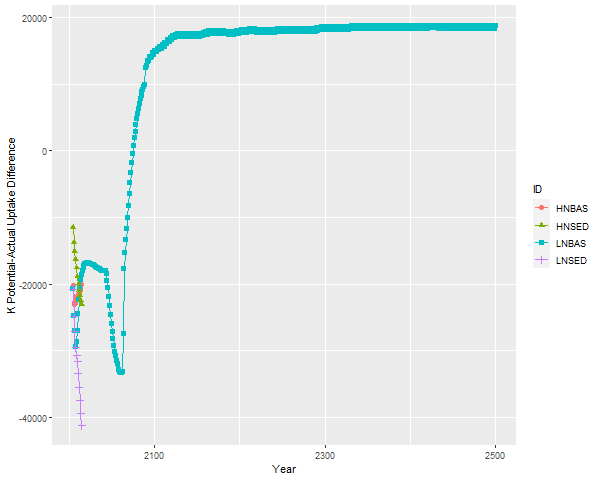 20000
0
-20000
-40000
K Potential-Actual Uptake Difference
2100
2300
2500
Year
ID
HNBAS
HNSED
LNBAS
LNSED